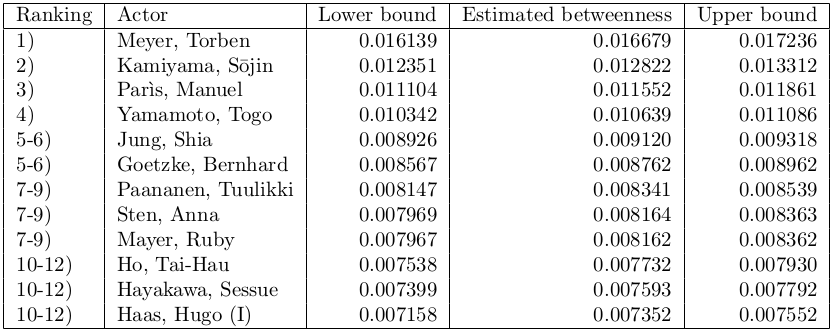 Ranking Actor Lower bound Estimated betweenness Upper bound
1) Meyer, Torben 0.016139 0.016679 0.017236
2) Kamiyama, Sōjin 0.012351 0.012822 0.013312
3) Parìs, Manuel 0.011104 0.011552 0.011861
4) Yamamoto, Togo 0.010342 0.010639 0.011086
5-6) Jung, Shia 0.008926 0.009120 0.009318
5-6) Goetzke, Bernhard 0.008567 0.008762 0.008962
7-9) Paananen, Tuulikki 0.008147 0.008341 0.008539
7-9) Sten, Anna 0.007969 0.008164 0.008363
7-9) Mayer, Ruby 0.007967 0.008162 0.008362
10-12) Ho, Tai-Hau 0.007538 0.007732 0.007930
10-12) Hayakawa, Sessue 0.007399 0.007593 0.007792
10-12) Haas, Hugo (I) 0.007158 0.007352 0.007552